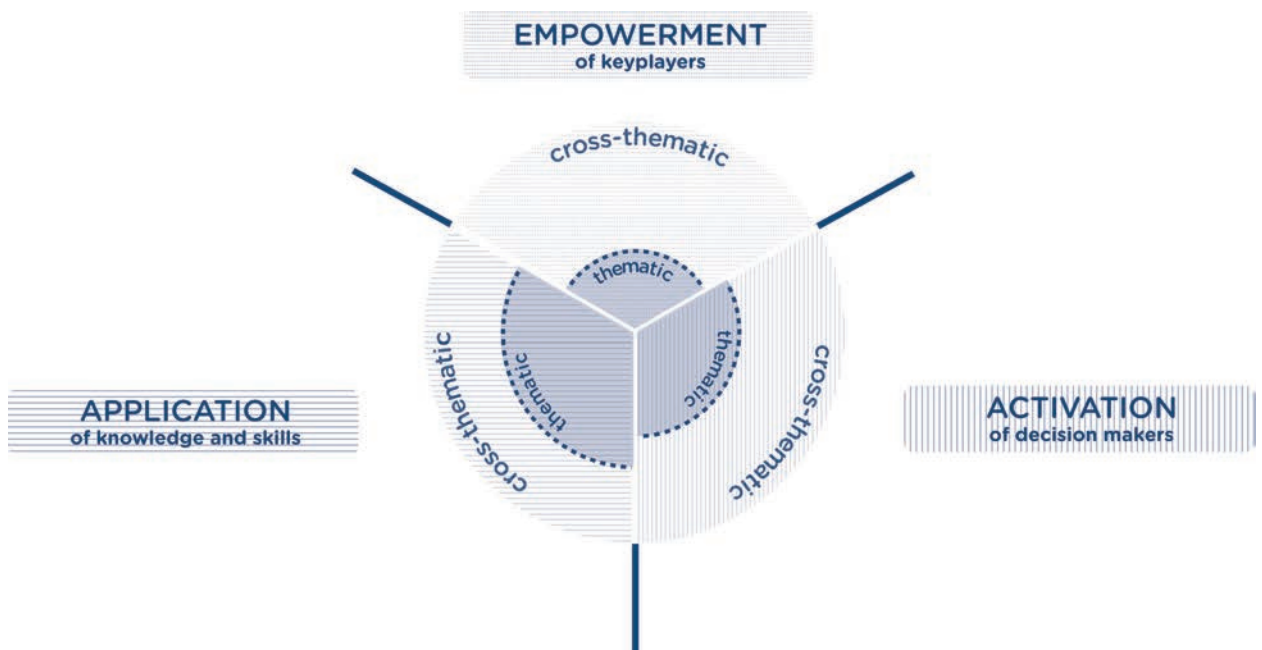 EMPOWERMENT
of keyplayers
cross-thematic
thematic
thematic
thematic
cross-thematic
cross-thematic
APPLICATION
of knowledge and skills
ACTIVATION
of decision makers